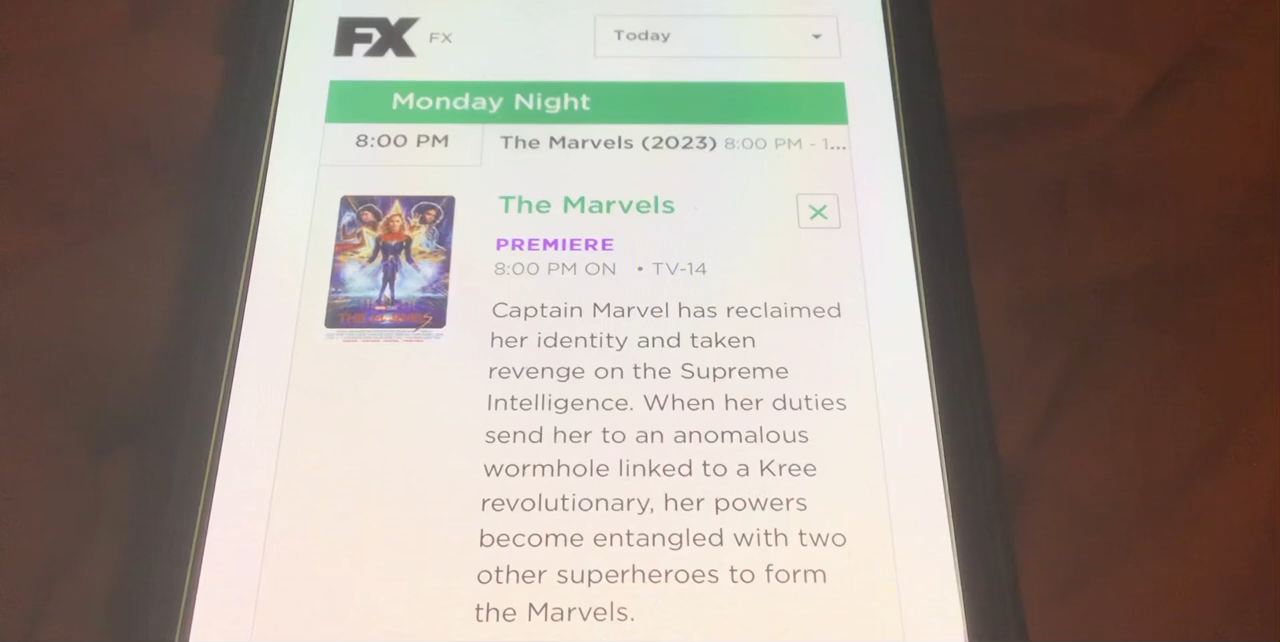 FX FX Today
Monday Night
8:00 PM The Marvels (2023) 8:00 PM - 1...
The Marvels
PREMIERE
8:00 PM ON • TV-14
Captain Marvel has reclaimed
her identity and taken
revenge on the Supreme
Intelligence. When her duties
send her to an anomalous
wormhole linked to a Kree
revolutionary, her powers
become entangled with two
other superheroes to form
the Marvels.
THE MARVELS